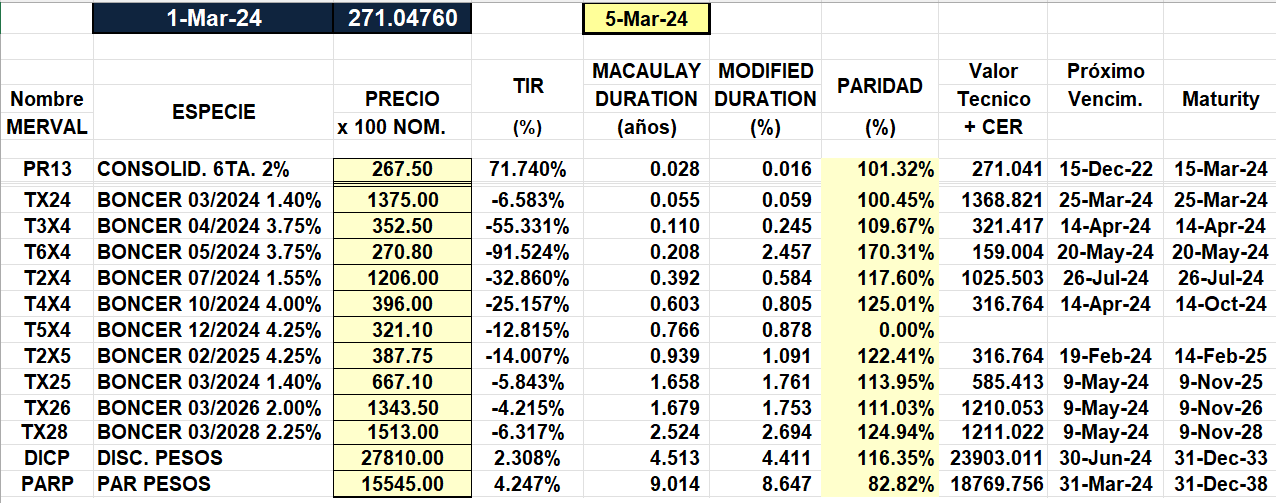 1-Mar-24 271.04760 5-Mar-24
MACAULAY MODIFIED Valor Próximo
TIR PARIDAD
Nombre ESPECIE PRECIO DURATION DURATION Tecnico Vencim. Maturity
MERVAL x 100 NOM. (%) (años) (%) (%) + CER
PR13 CONSOLID. 6TA. 2% 267.50 71.740% 0.028 0.016 101.32% 271.041 15-Dec-22 15-Mar-24
TX24 BONCER 03/2024 1.40% 1375.00 -6.583% 0.055 0.059 100.45% 1368.821 25-Mar-24 25-Mar-24
T3X4 BONCER 04/2024 3.75% 352.50 -55.331% 0.110 0.245 109.67% 321.417 14-Apr-24 14-Apr-24
T6X4 BONCER 05/2024 3.75% 270.80 -91.524% 0.208 2.457 170.31% 159.004 20-May-24 20-May-24
T2X4 BONCER 07/2024 1.55% 1206.00 -32.860% 0.392 0.584 117.60% 1025.503 26-Jul-24 26-Jul-24
T4X4 BONCER 10/2024 4.00% 396.00 -25.157% 0.603 0.805 125.01% 316.764 14-Apr-24 14-Oct-24
T5X4 BONCER 12/2024 4.25% 321.10 -12.815% 0.766 0.878 0.00%
T2X5 BONCER 02/2025 4.25% 387.75 -14.007% 0.939 1.091 122.41% 316.764 19-Feb-24 14-Feb-25
TX25 BONCER 03/2024 1.40% 667.10 -5.843% 1.658 1.761 113.95% 585.413 9-May-24 9-Nov-25
TX26 BONCER 03/2026 2.00% 1343.50 -4.215% 1.679 1.753 111.03% 1210.053 9-May-24 9-Nov-26
TX28 BONCER 03/2028 2.25% 1513.00 -6.317% 2.524 2.694 124.94% 1211.022 9-May-24 9-Nov-28
DICP DISC. PESOS 27810.00 2.308% 4.513 4.411 116.35% 23903.011 30-Jun-24 31-Dec-33
PARP PAR PESOS 15545.00 4.247% 9.014 8.647 82.82% 18769.756 31-Mar-24 31-Dec-38